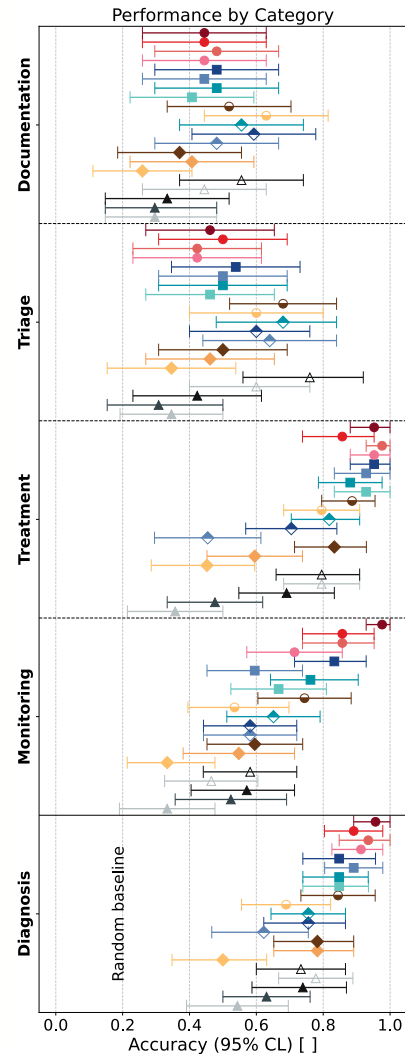 Performance by Category
Documentation
Triage
Treatment
Monitoring
Diagnosis
Random baseline
0.0 0.2 0.4 0.6 0.8 1.0
Accuracy (95% CL) [ ]